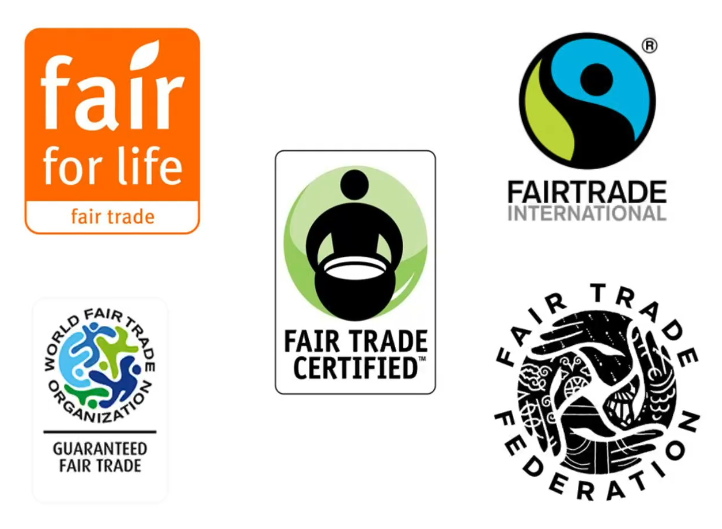 fair
for life
fair trade
®
FAIRTRADE
INTERNATIONAL
FAIR TRADE
CERTIFIED™
WORLD FAIR TRADE
ORGANIZATION
GUARANTEED
FAIR TRADE
FAIR TRADE
FEDERATION